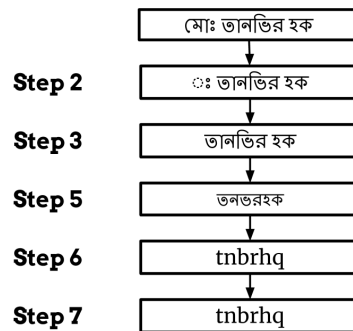 মোঃ তানভির হক
Step 2 ঃ তানভির হক
Step 3 তানভির হক
Step 5 তনভরহক
Step 6 tnbrhq
Step 7 tnbrhq